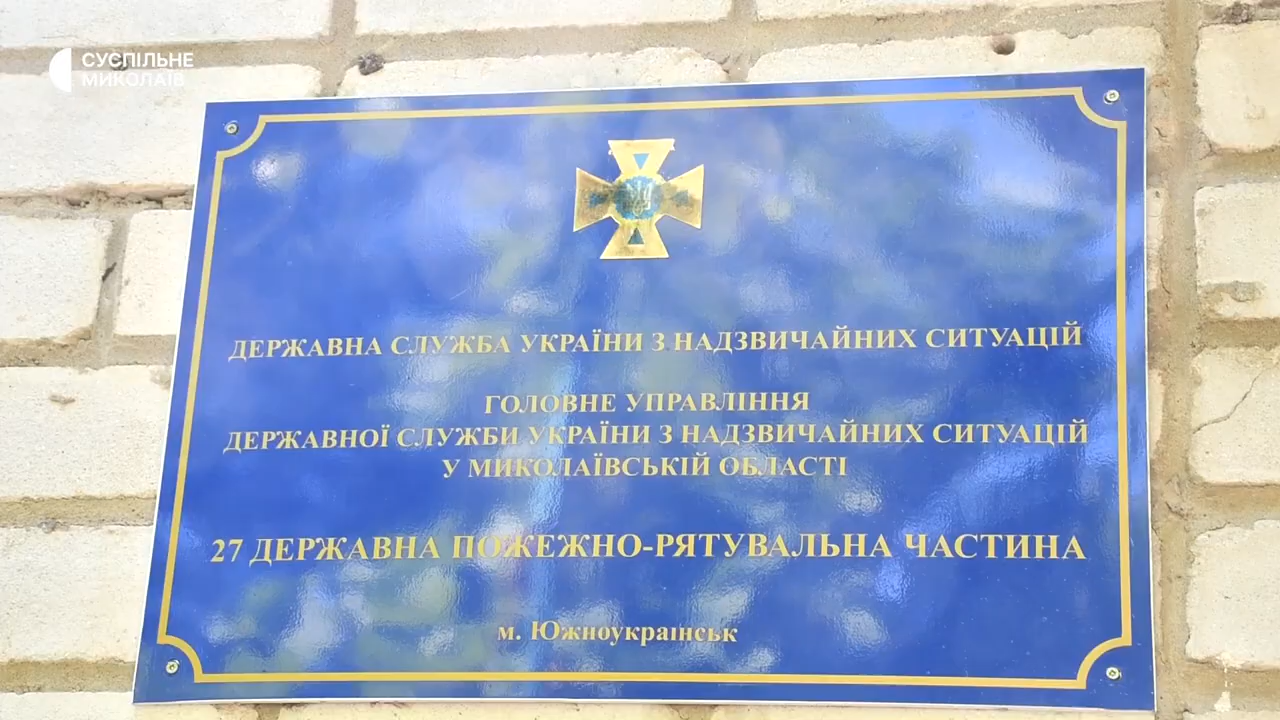 СУСПІЛЬНЕ
МИКОЛАЇВ
ДЕРЖАВНА СЛУЖБА УКРАЇНИ З НАДЗВИЧАЙНИХ СИТУАЦІЙ
ГОЛОВНЕ УПРАВЛІННЯ
ДЕРЖАВНОЇ СЛУЖБИ УКРАЇНИ З НАДЗВИЧАЙНИХ СИТУАЦІЙ
У МИКОЛАЇВСЬКІЙ ОБЛАСТІ
27 ДЕРЖАВНА ПОЖЕЖНО-РЯТУВАЛЬНА ЧАСТИНА
м. Южноукраїнськ